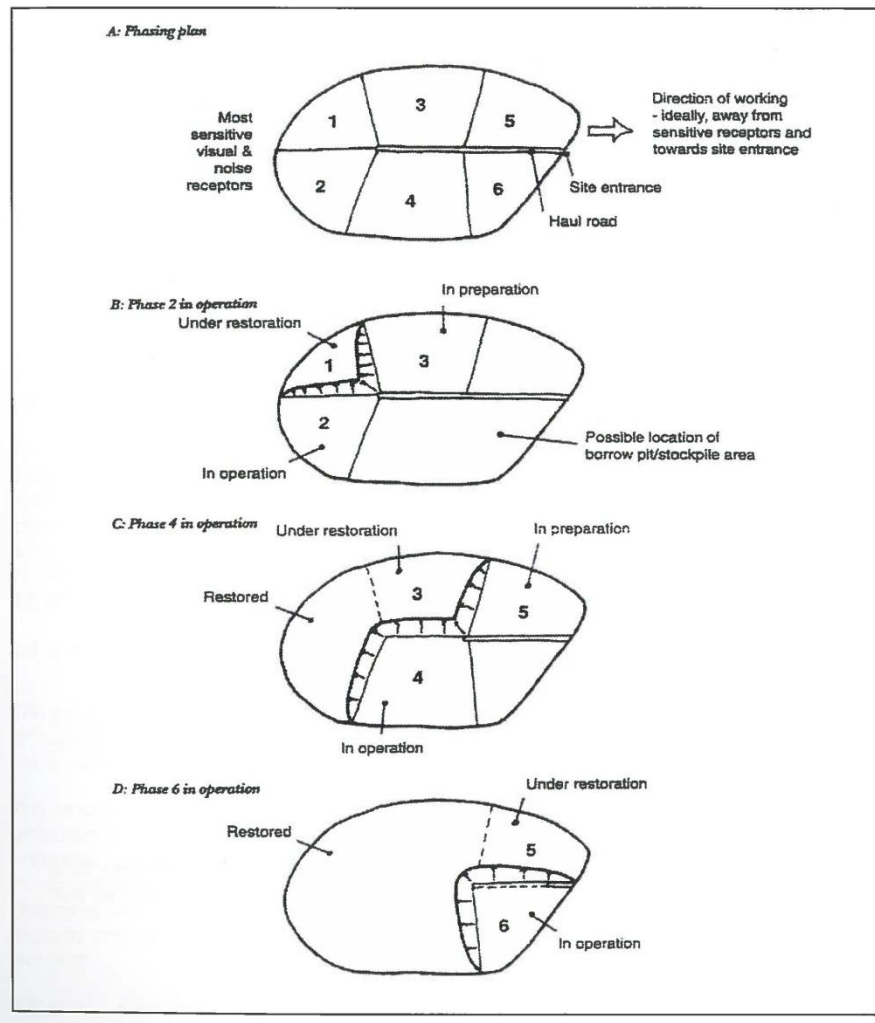 A: Phasing plan
Most
sensitive
visual &
noise
receptors
1
3
5
2
4
6
Direction of working
- ideally, away from
sensitive receptors and
towards site entrance
Site entrance
Haul road
B: Phase 2 in operation
In preparation
Under restoration
1
3
2
Possible location of
borrow pit/stockpile area
In operation
C: Phase 4 in operation
Under restoration
In preparation
Restored
3
5
4
In operation
D: Phase 6 in operation
Under restoration
Restored
5
6
In operation